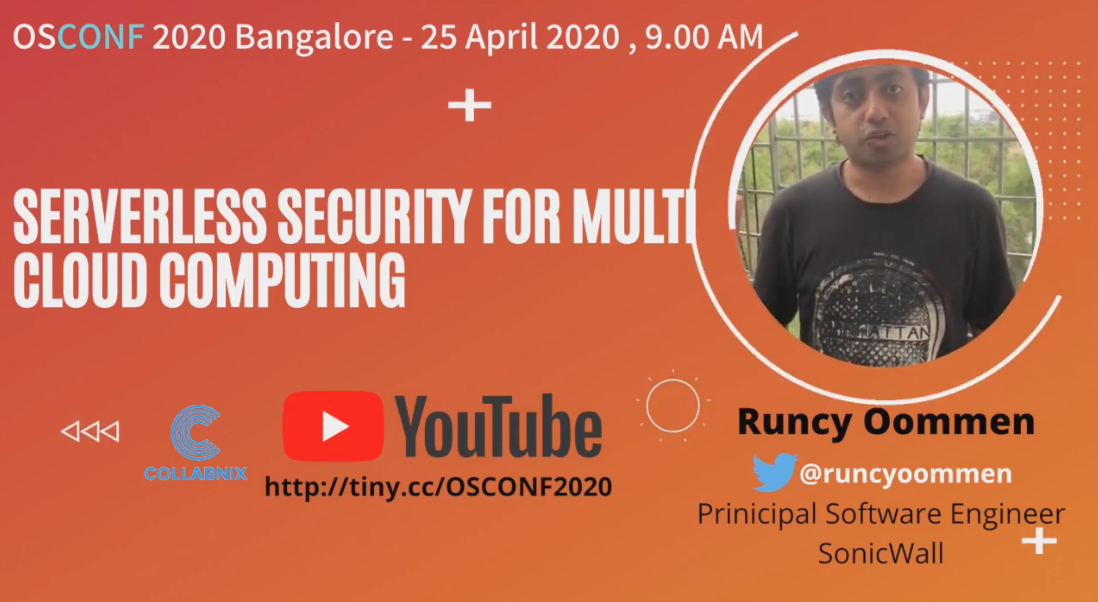 OSCONF 2020 Bangalore - 25 April 2020 , 9.00 AM
SERVERLESS SECURITY FOR MULTI
CLOUD COMPUTING
MANHATTAN
COLLABNIX
YouTube
http://tiny.cc/OSCONF2020
Runcy Oommen
@runcyoommen
Prinicipal Software Engineer
SonicWall